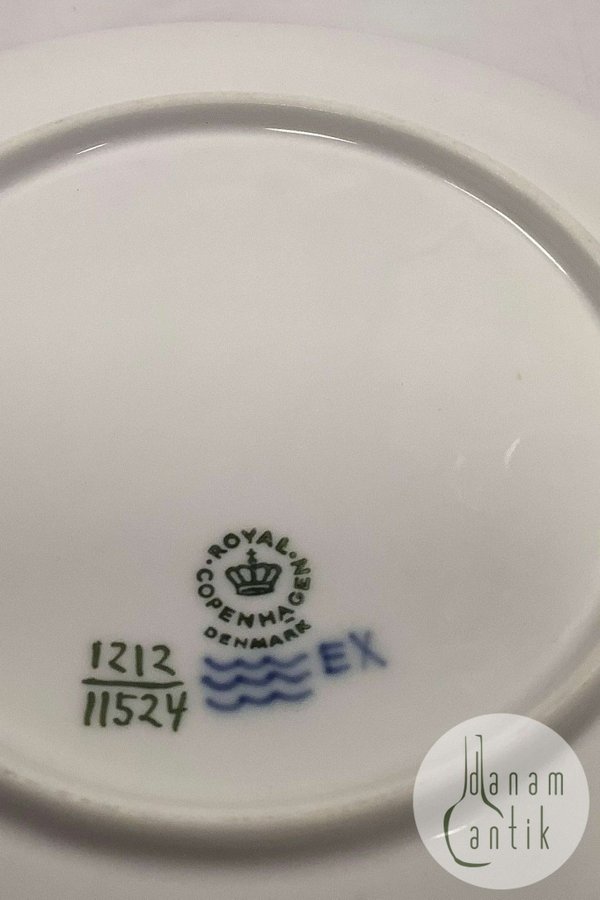 ROYAL
COPENHAGEN
DENMARK
EX
1212
11524
danam
antik